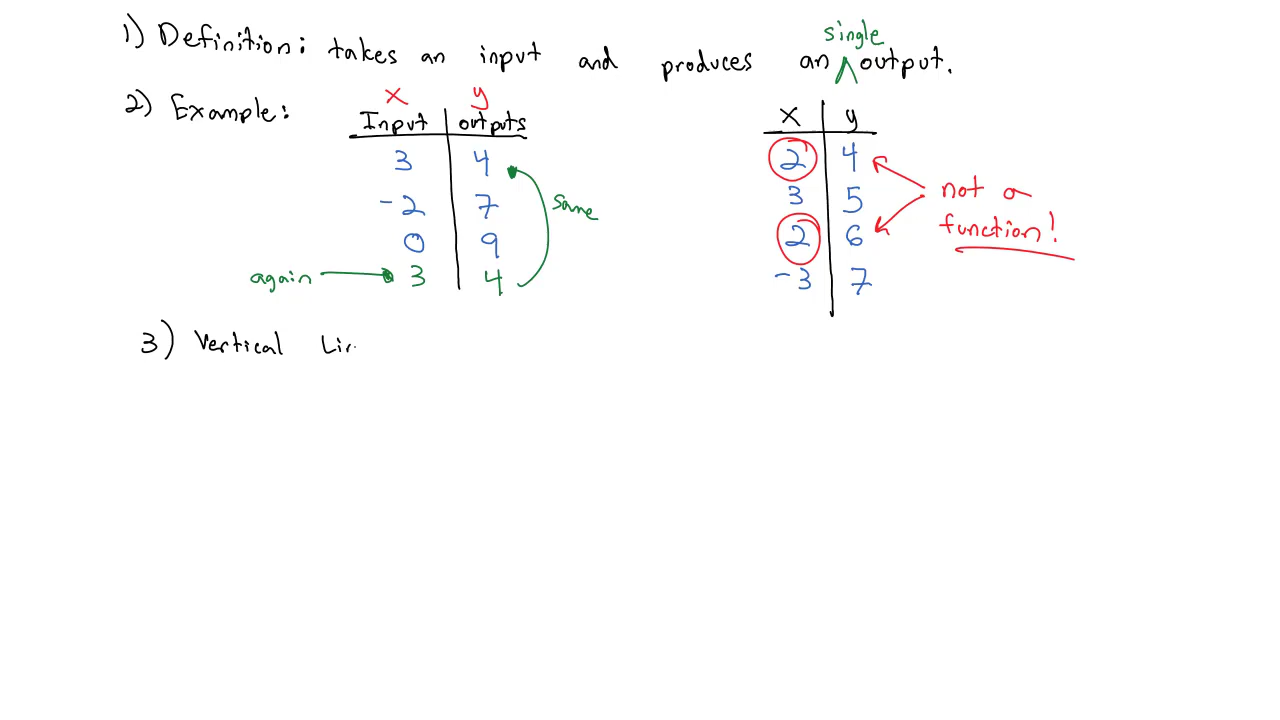 1) Definition: takes an input and produces an single output.
2) Example:
x y
Input outputs
3 4
-2 7
0 9
again 3 4
same
x y
2 4
3 5
2 6
-3 7
not a
function!
3) Vertical Lin